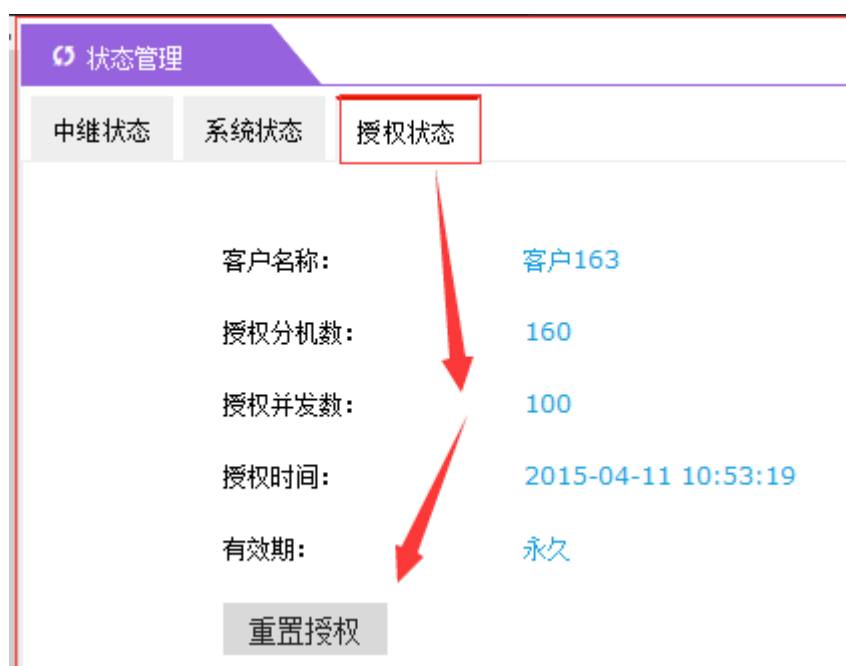 状态管理
中继状态 系统状态 授权状态
客户名称: 客户163
授权分机数: 160
授权并发数: 100
授权时间: 2015-04-11 10:53:19
有效期: 永久
重置授权